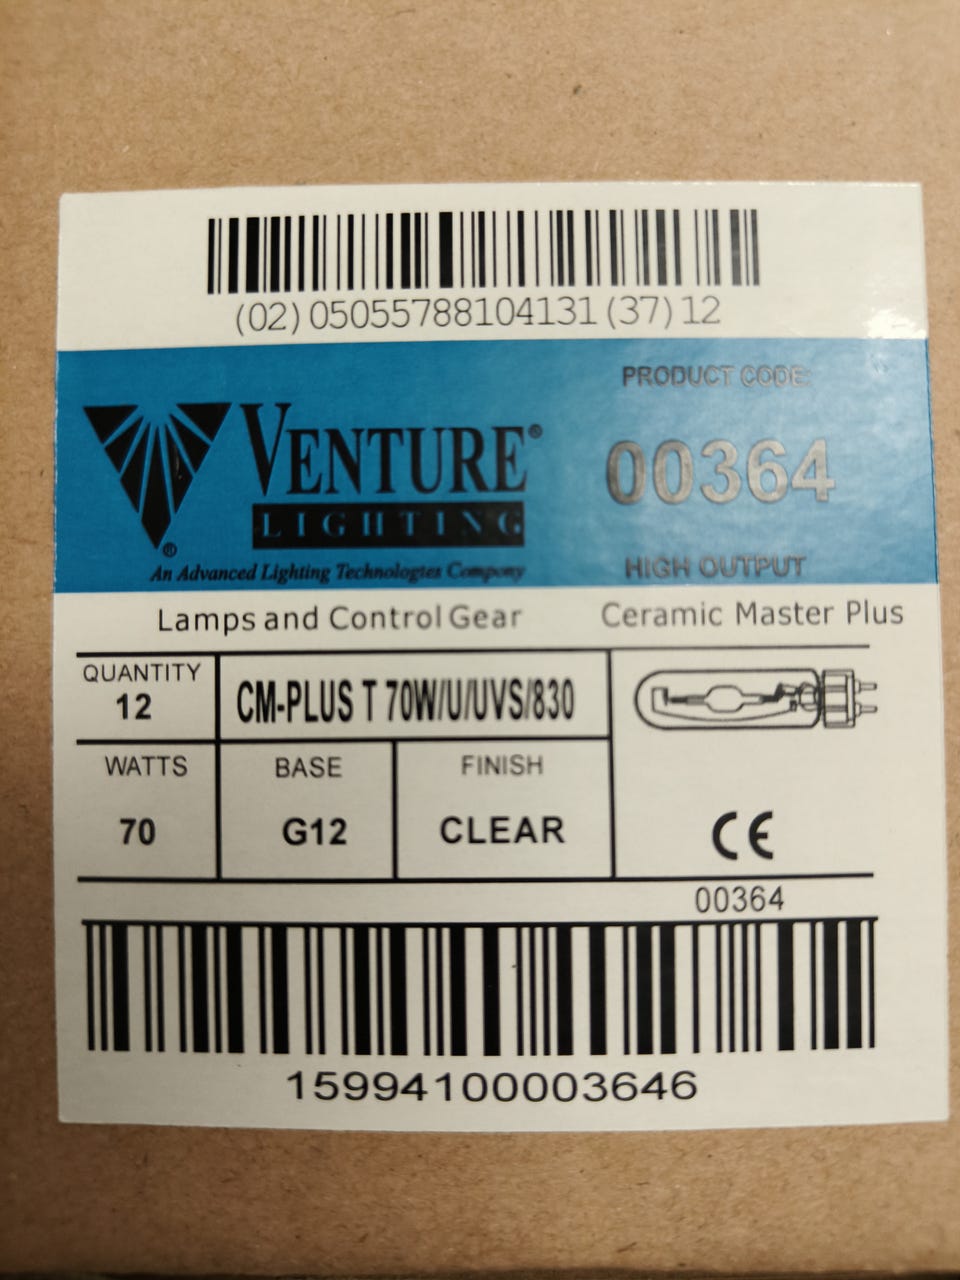 (02) 05055788104131 (37) 12
PRODUCT CODE:
VENTURE®
00364
LIGHTING
®
An Advanced Lighting Technologies Company
HIGH OUTPUT
Lamps and Control Gear
Ceramic Master Plus
QUANTITY
12
CM-PLUS T 70W/U/UVS/830
WATTS
BASE
FINISH
70
G12
CLEAR
CE
00364
15994100003646